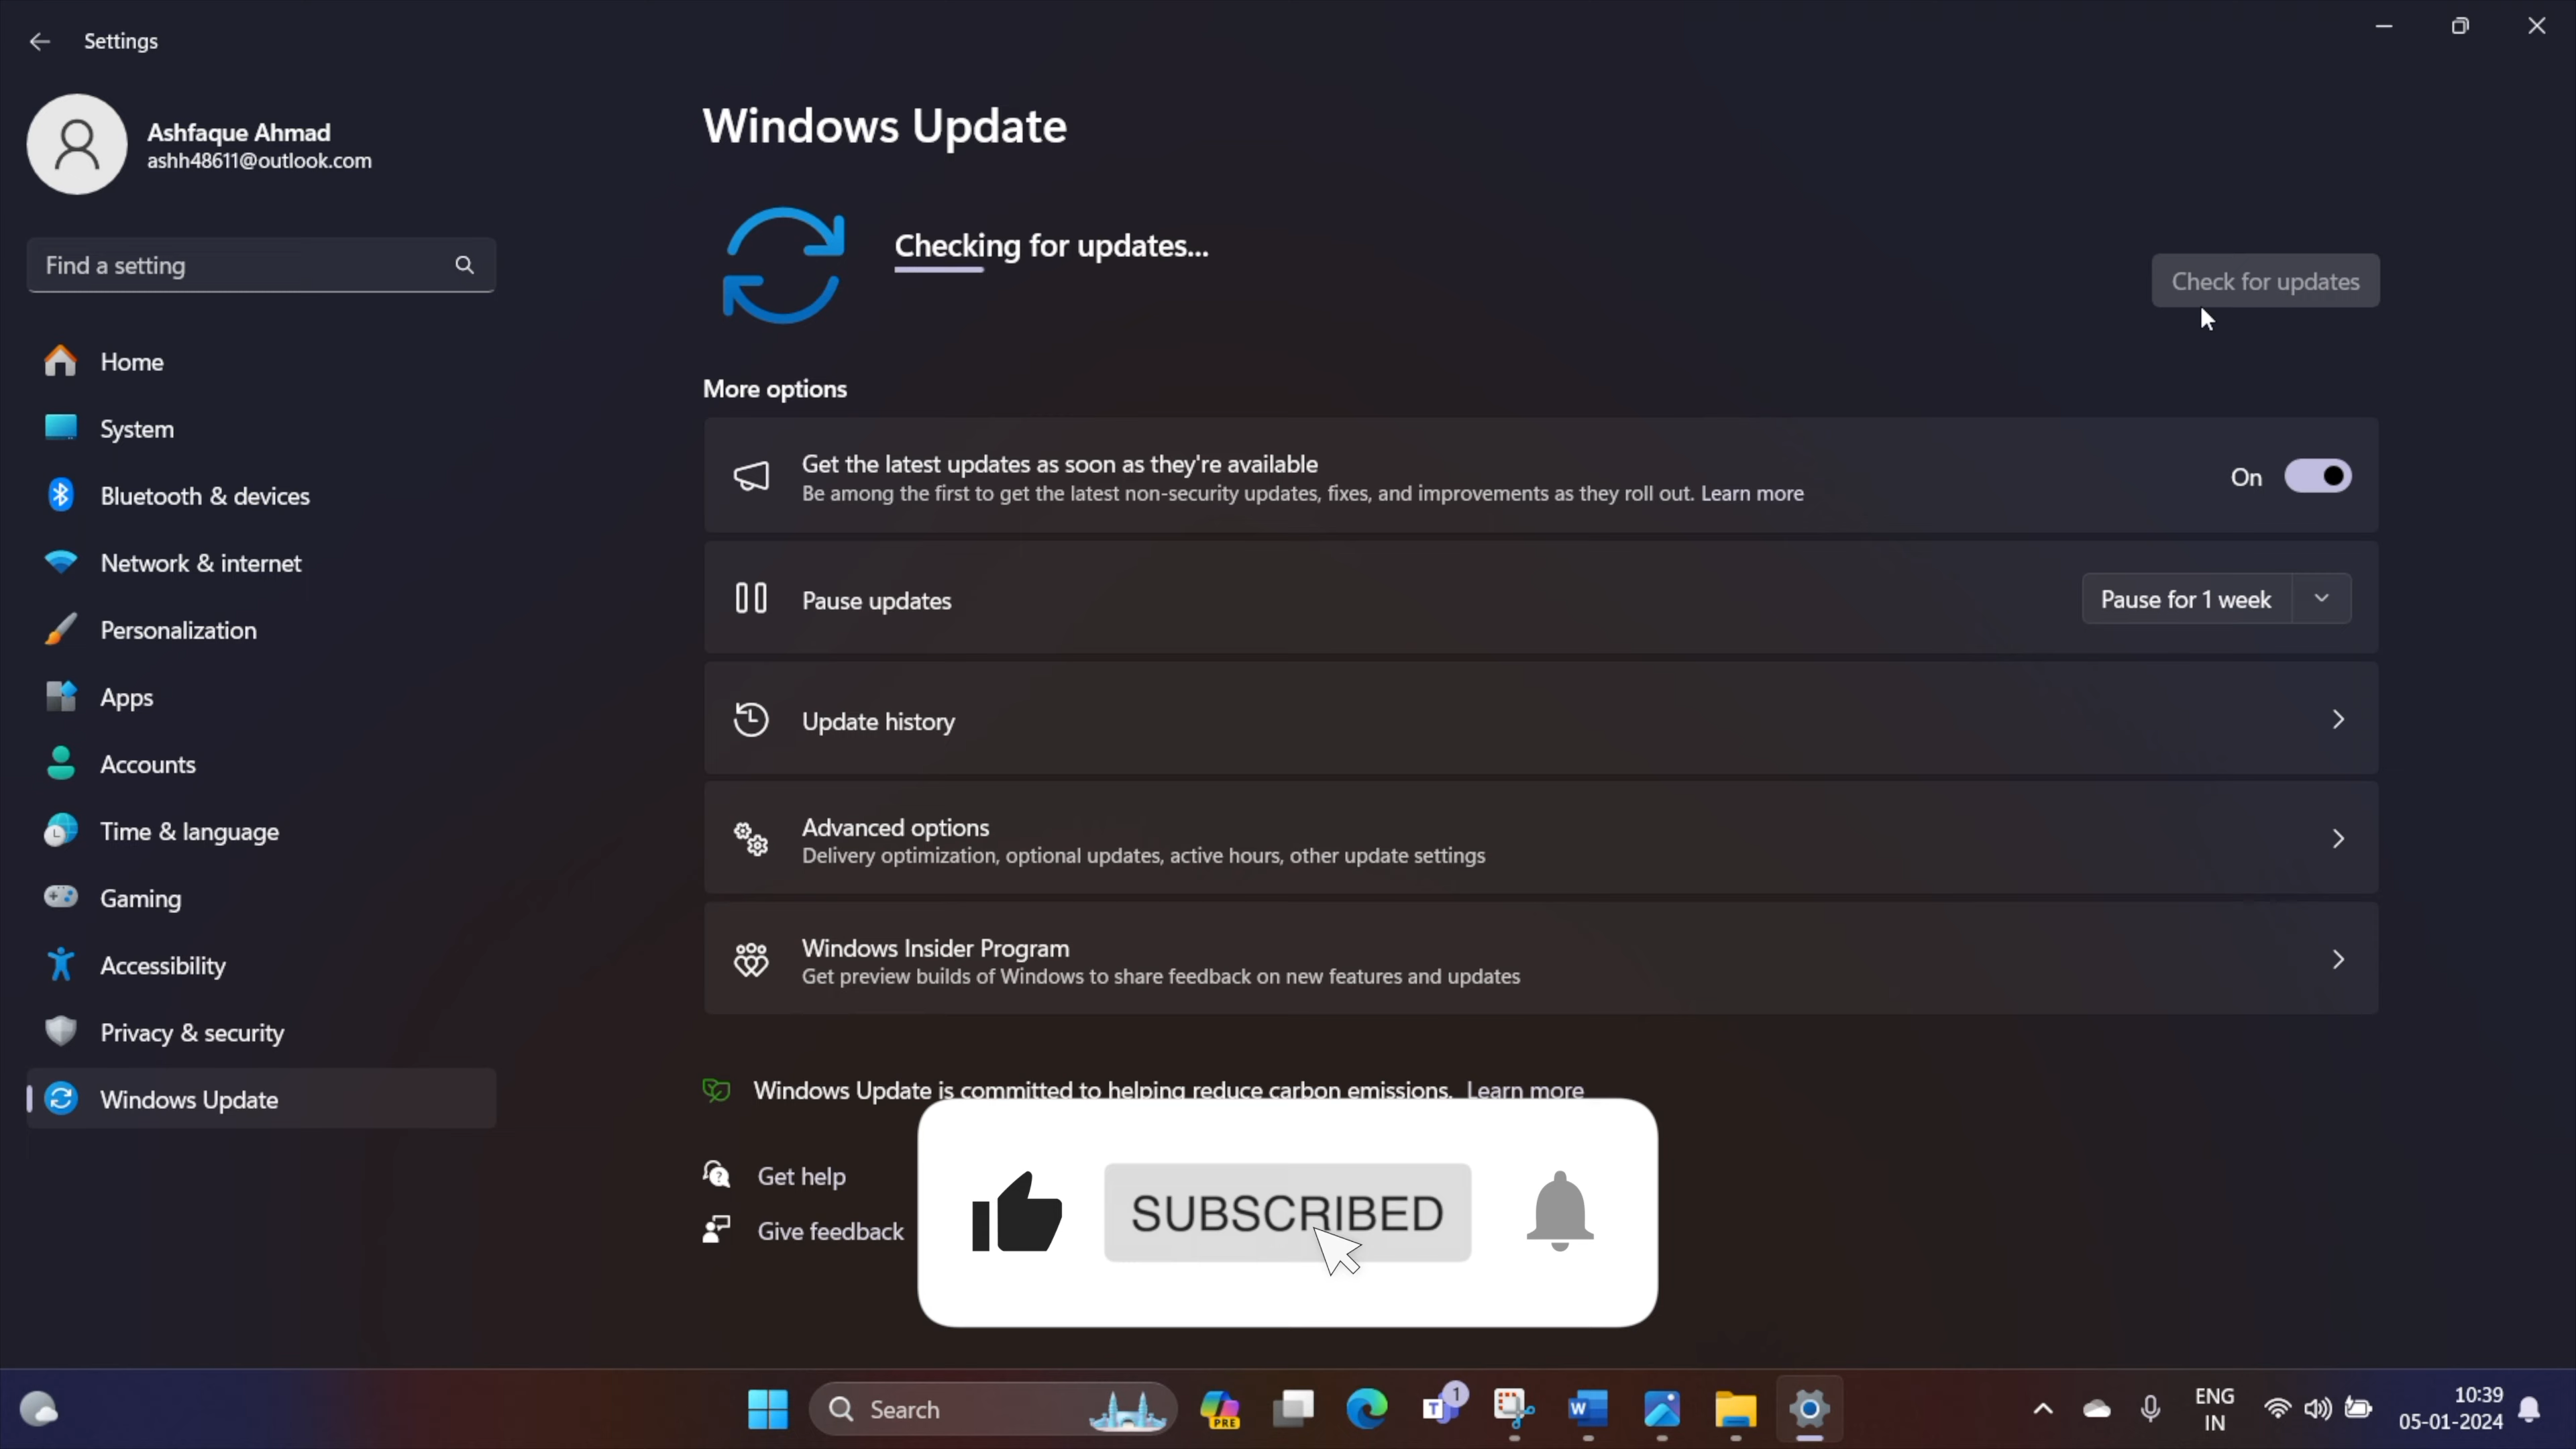 Settings
Ashfaque Ahmad
ashh48611@outlook.com
Find a setting
Home
System
Bluetooth & devices
Network & internet
Personalization
Apps
Accounts
Time & language
Gaming
Accessibility
Privacy & security
Windows Update
Windows Update
Checking for updates...
Check for updates
More options
Get the latest updates as soon as they're available
Be among the first to get the latest non-security updates, fixes, and improvements as they roll out. Learn more
On
Pause updates
Pause for 1 week
Update history
Advanced options
Delivery optimization, optional updates, active hours, other update settings
Windows Insider Program
Get preview builds of Windows to share feedback on new features and updates
Windows Update is committed to helping reduce carbon emissions. Learn more
Get help
Give feedback
SUBSCRIBED
Search
PRE
T
1
W
ENG
IN
10:39
05-01-2024